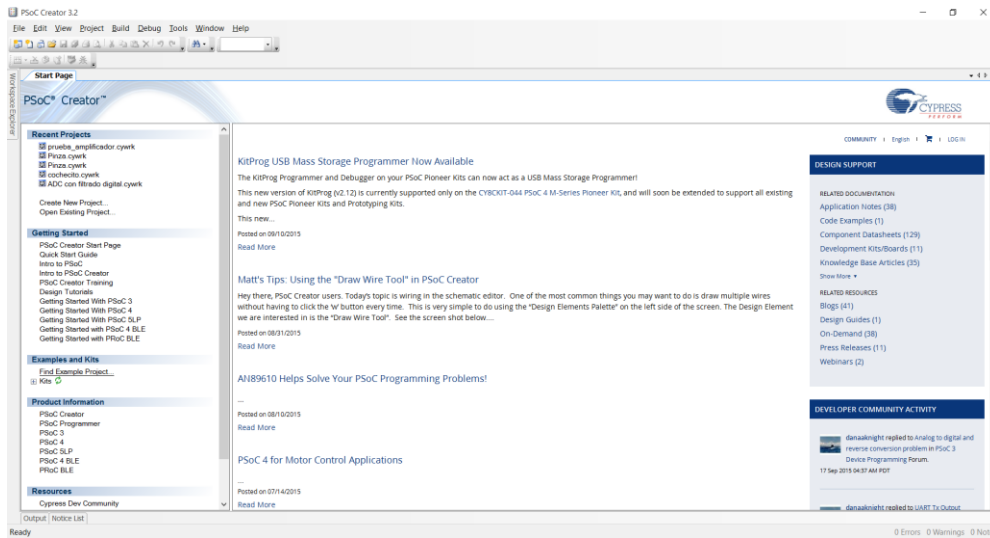 PSoC Creator 3.2
File Edit View Project Build Debug Tools Window Help
Workspace Explorer
Start Page
PSoC® Creator™
CYPRESS
PERFORM
Recent Projects
prueba_amplificador.cywrk
Pinza.cywrk
Pinza.cywrk
cochecito.cywrk
ADC con filtrado digital.cywrk
Create New Project...
Open Existing Project...
Getting Started
PSoC Creator Start Page
Quick Start Guide
Intro to PSoC
Intro to PSoC Creator
PSoC Creator Training
Design Tutorials
Getting Started With PSoC 3
Getting Started With PSoC 4
Getting Started With PSoC 5LP
Getting Started with PSoC 4 BLE
Getting Started with PRoC BLE
Examples and Kits
Find Example Project...
Kits
Product Information
PSoC Creator
PSoC Programmer
PSoC 3
PSoC 4
PSoC 5LP
PSoC 4 BLE
PRoC BLE
Resources
Cypress Dev Community
KitProg USB Mass Storage Programmer Now Available
The KitProg Programmer and Debugger on your PSoC Pioneer Kits can now act as a USB Mass Storage Programmer!
This new version of KitProg (v2.12) is currently supported only on the CY8CKIT-044 PSoC 4 M-Series Pioneer Kit, and will soon be extended to support all existing
and new PSoC Pioneer Kits and Prototyping Kits.
This new...
Posted on 09/10/2015
Read More
Matt's Tips: Using the "Draw Wire Tool" in PSoC Creator
Hey there, PSoC Creator users. Today's topic is wiring in the schematic editor. One of the most common things you may want to do is draw multiple wires
without having to click the 'w' button every time. This is very simple to do using the "Design Elements Palette" on the left side of the screen. The Design Element
we are interested in is the "Draw Wire Tool". See the screen shot below....
Posted on 08/31/2015
Read More
AN89610 Helps Solve Your PSoC Programming Problems!
...
Posted on 08/10/2015
Read More
PSoC 4 for Motor Control Applications
...
Posted on 07/14/2015
Read More
COMMUNITY | English | LOG IN
DESIGN SUPPORT
RELATED DOCUMENTATION
Application Notes (38)
Code Examples (1)
Component Datasheets (129)
Development Kits/Boards (11)
Knowledge Base Articles (35)
Show More
RELATED RESOURCES
Blogs (41)
Design Guides (1)
On-Demand (38)
Press Releases (11)
Webinars (2)
DEVELOPER COMMUNITY ACTIVITY
danaaknight replied to Analog to digital and
reverse conversion problem in PSoC 3
Device Programming Forum.
17 Sep 2015 04:37 AM PDT
danaaknight replied to UART Tx Output
Output Notice List
Ready
0 Errors 0 Warnings 0 Not